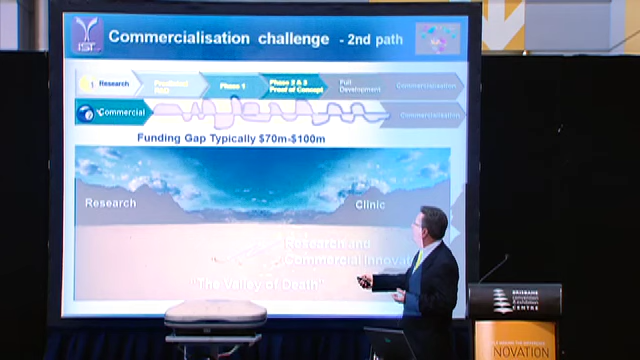 IST
Commercialisation challenge - 2nd path
Research
Preclinical
R&D
Phase 1
Phase 2 & 3
Proof of Concept
Full
Development
Commercialisation
Commercial
Commercialisation
Funding Gap Typically $70m-$100m
Research
Clinic
Research and
Commercial Innovat
"The Valley of Death"
BRISBANE
convention
& exhibition
CENTRE
NOVATION